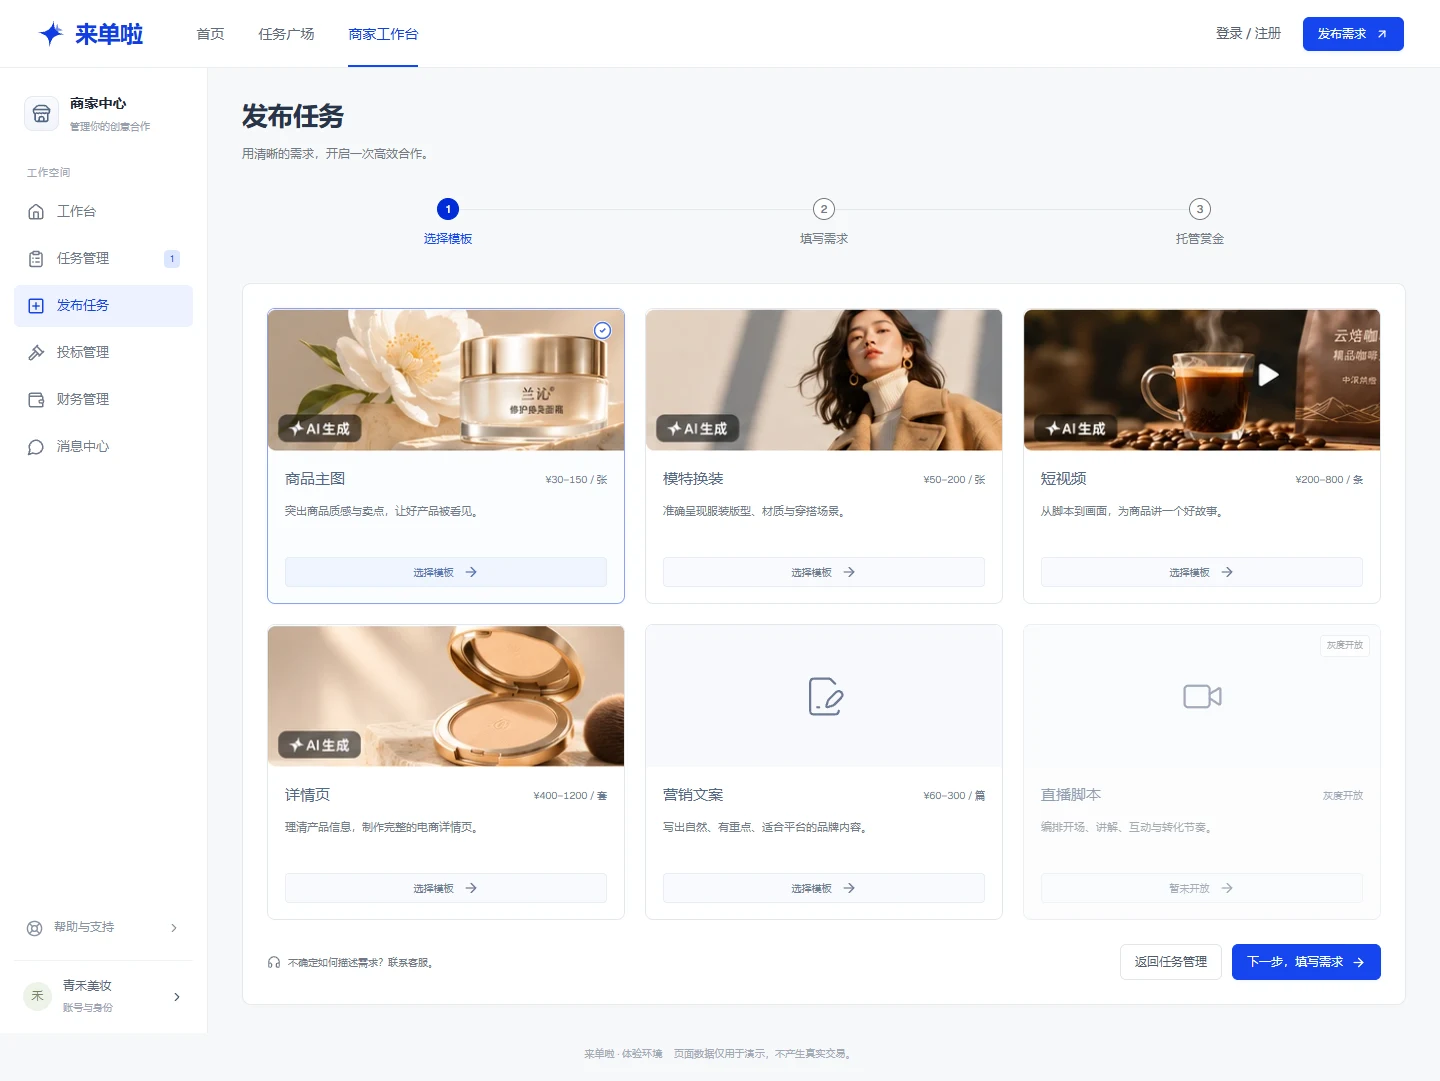 来单啦
首页
任务广场
商家工作台
登录 / 注册
发布需求
商家中心
管理你的创意合作
工作空间
工作台
任务管理
1
发布任务
投标管理
财务管理
消息中心
帮助与支持
禾
青禾美妆
账号与身份
发布任务
用清晰的需求，开启一次高效合作。
1
选择模板
2
填写需求
3
托管赏金
兰沁®
修护焕亮面霜
AI生成
商品主图
¥30–150 / 张
突出商品质感与卖点，让好产品被看见。
选择模板
AI生成
模特换装
¥50–200 / 张
准确呈现服装版型、材质与穿搭场景。
选择模板
云焙咖
精品咖啡
中深烘焙
AI生成
短视频
¥200–800 / 条
从脚本到画面，为商品讲一个好故事。
选择模板
AI生成
详情页
¥400–1200 / 套
理清产品信息，制作完整的电商详情页。
选择模板
营销文案
¥60–300 / 篇
写出自然、有重点、适合平台的品牌内容。
选择模板
灰度开放
直播脚本
灰度开放
编排开场、讲解、互动与转化节奏。
暂未开放
不确定如何描述需求？联系客服。
返回任务管理
下一步，填写需求
来单啦 · 体验环境 页面数据仅用于演示，不产生真实交易。